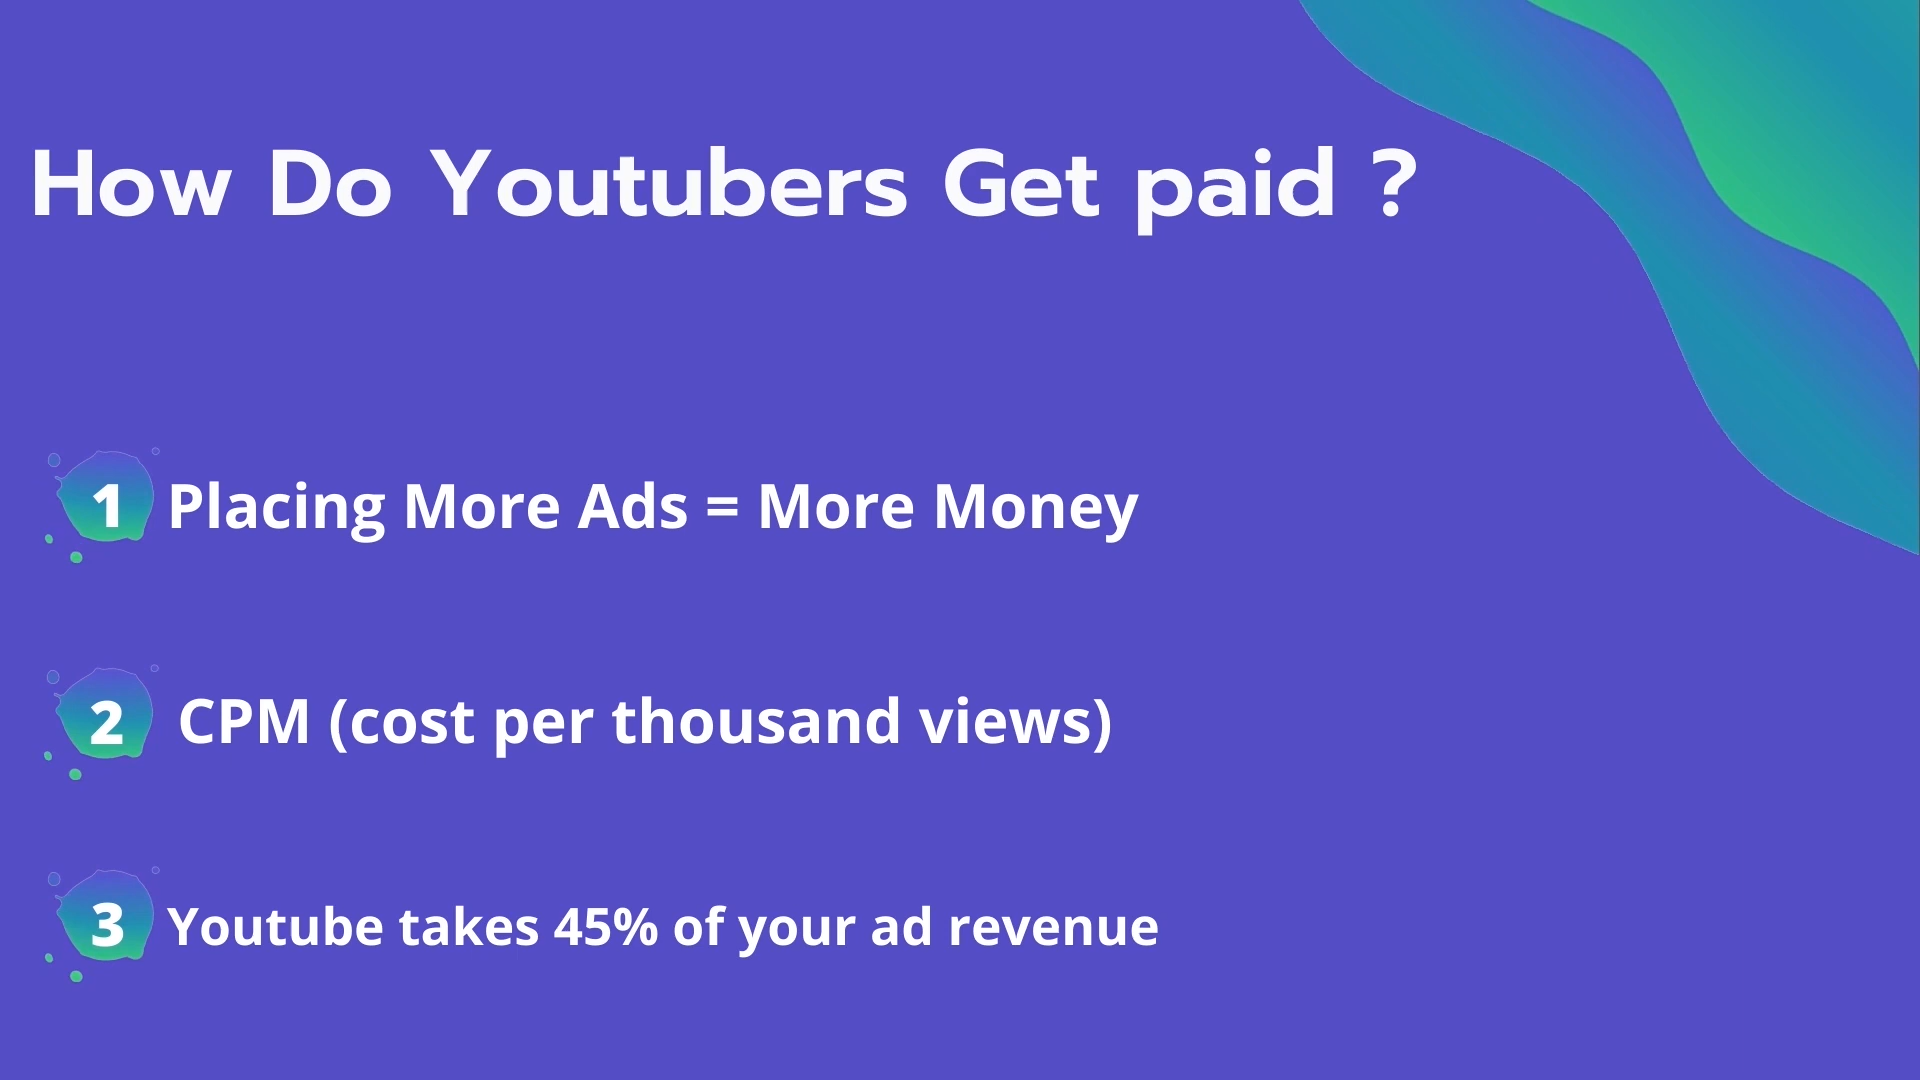 How Do Youtubers Get paid ?
1 Placing More Ads = More Money
2 CPM (cost per thousand views)
3 Youtube takes 45% of your ad revenue